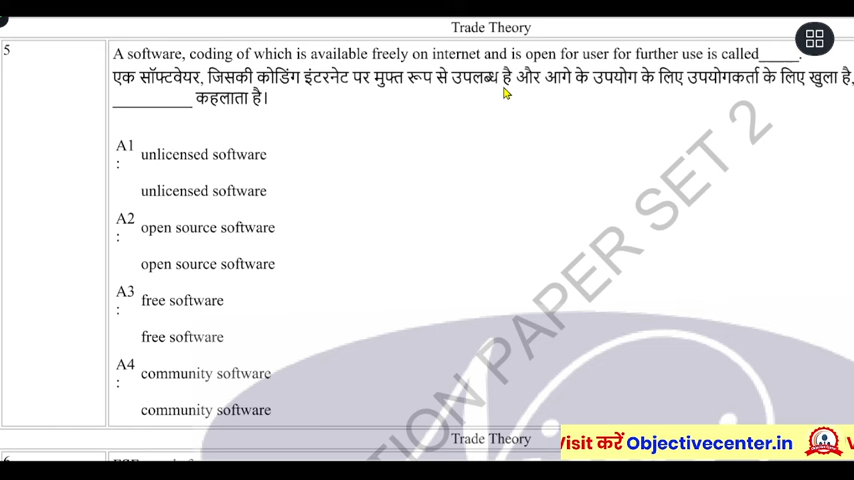 Trade Theory
5
A software, coding of which is available freely on internet and is open for user for further use is called_____.
एक सॉफ्टवेयर, जिसकी कोडिंग इंटरनेट पर मुफ्त रूप से उपलब्ध है और आगे के उपयोग के लिए उपयोगकर्ता के लिए खुला है,
__________ कहलाता है।
A1
:
unlicensed software
unlicensed software
A2
:
open source software
open source software
A3
:
free software
free software
A4
:
community software
community software
PAPER SET 2
Trade Theory
Visit करें Objectivecenter.in